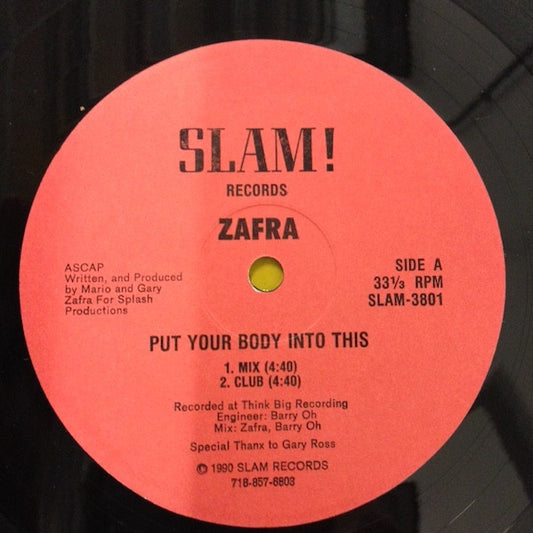 SLAM!
RECORDS
ZAFRA
ASCAP
Written, and Produced
by Mario and Gary
Zafra For Splash
Productions
SIDE A
33⅓ RPM
SLAM-3801
PUT YOUR BODY INTO THIS
1. MIX (4:40)
2. CLUB (4:40)
Recorded at Think Big Recording
Engineer: Barry Oh
Mix: Zafra, Barry Oh
Special Thanx to Gary Ross
© 1990 SLAM RECORDS
718-857-6803